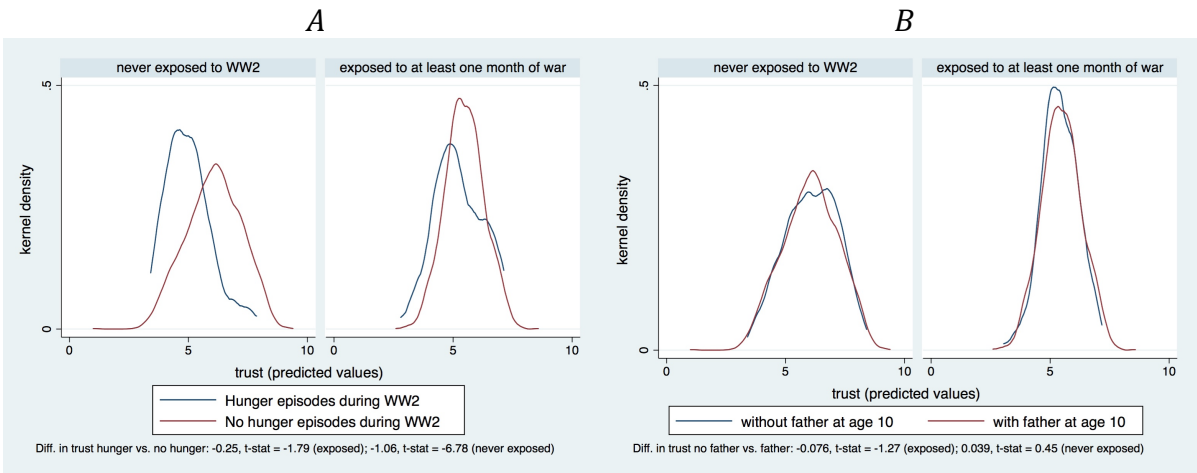 A
never exposed to WW2
exposed to at least one month of war
kernel density
.5
0
0 5 10 0 5 10
trust (predicted values)
Hunger episodes during WW2
No hunger episodes during WW2
Diff. in trust hunger vs. no hunger: -0.25, t-stat = -1.79 (exposed); -1.06, t-stat = -6.78 (never exposed)
B
never exposed to WW2
exposed to at least one month of war
kernel density
.5
0
0 5 10 0 5 10
trust (predicted values)
without father at age 10
with father at age 10
Diff. in trust no father vs. father: -0.076, t-stat = -1.27 (exposed); 0.039, t-stat = 0.45 (never exposed)